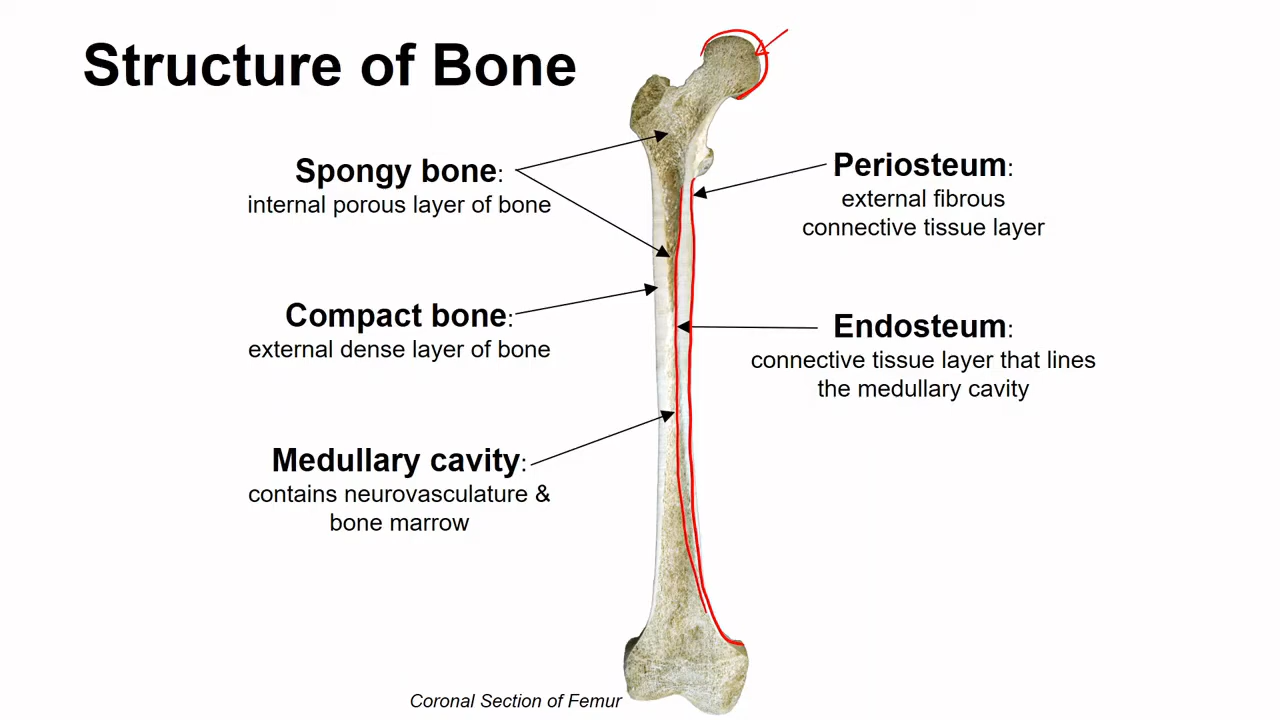 Structure of Bone
Spongy bone:
internal porous layer of bone
Compact bone:
external dense layer of bone
Medullary cavity:
contains neurovasculature &
bone marrow
Periosteum:
external fibrous
connective tissue layer
Endosteum:
connective tissue layer that lines
the medullary cavity
Coronal Section of Femur